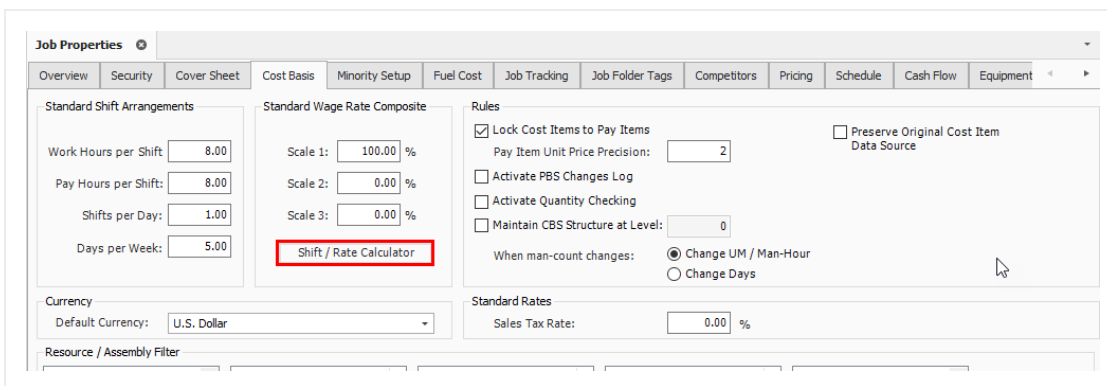 Job Properties
Overview Security Cover Sheet Cost Basis Minority Setup Fuel Cost Job Tracking Job Folder Tags Competitors Pricing Schedule Cash Flow Equipment
Standard Shift Arrangements Standard Wage Rate Composite Rules
Lock Cost Items to Pay Items Preserve Original Cost Item
Work Hours per Shift 8.00 Scale 1: 100.00 % Pay Item Unit Price Precision: 2 Data Source
Activate PBS Changes Log
Pay Hours per Shift: 8.00 Scale 2: 0.00 %
Activate Quantity Checking
Shifts per Day: 1.00 Scale 3: 0.00 %
Maintain CBS Structure at Level: 0
Days per Week: 5.00 Shift / Rate Calculator When man-count changes: Change UM / Man-Hour
Change Days
Currency Standard Rates
Default Currency: U.S. Dollar Sales Tax Rate: 0.00 %
Resource / Assembly Filter